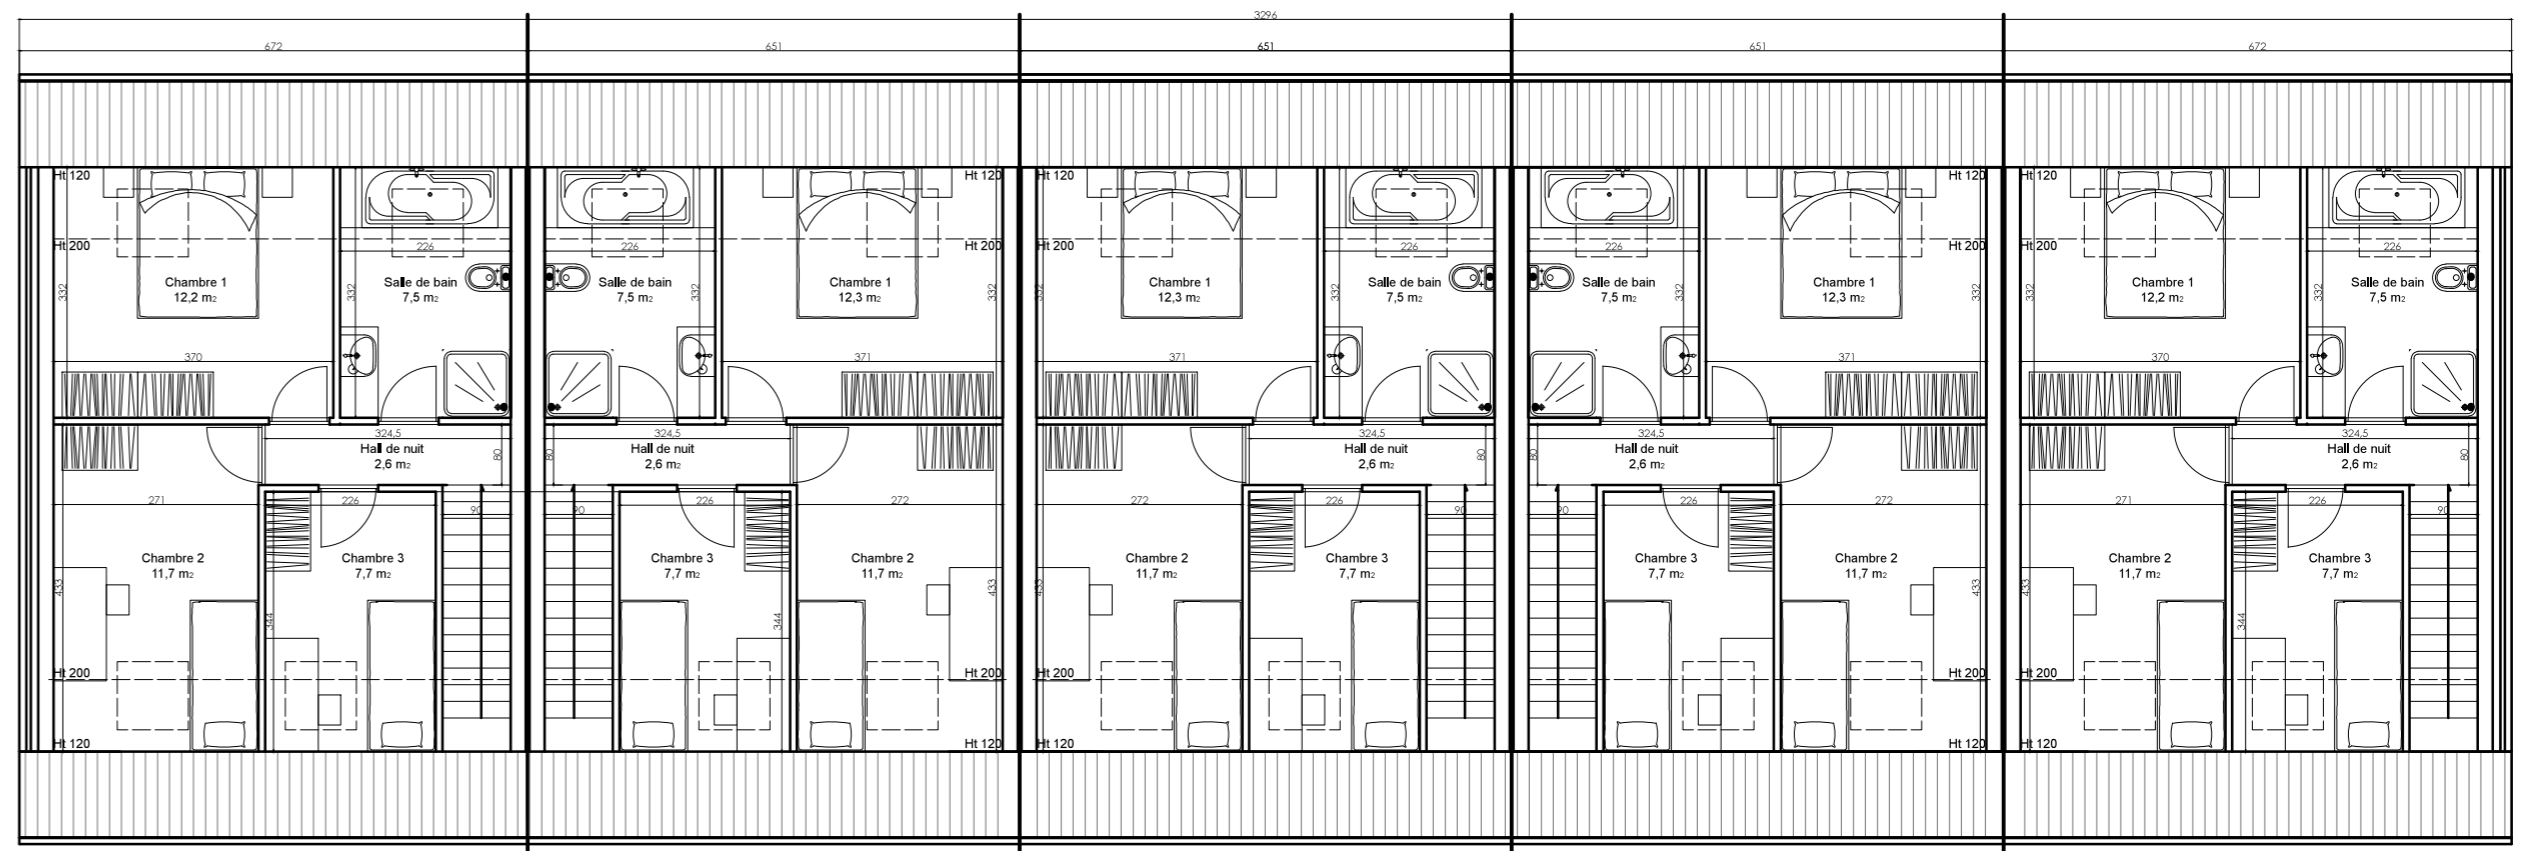 3296
672
651
651
651
672
Ht 120
Ht 120
Ht 120
Ht 120
Ht 120
Ht 200
226
226
Ht 200
Ht 200
226
226
Ht 200
Ht 200
226
Chambre 1
12,2 m2
332
332
Salle de bain
7,5 m2
Salle de bain
7,5 m2
332
Chambre 1
12,3 m2
332
332
Chambre 1
12,3 m2
332
Salle de bain
7,5 m2
Salle de bain
7,5 m2
332
Chambre 1
12,3 m2
332
332
Chambre 1
12,2 m2
332
Salle de bain
7,5 m2
370
371
371
371
370
324,5
Hall de nuit
2,6 m2
80
80
324,5
Hall de nuit
2,6 m2
324,5
Hall de nuit
2,6 m2
80
80
324,5
Hall de nuit
2,6 m2
324,5
Hall de nuit
2,6 m2
80
271
226
90
90
226
272
272
226
90
90
226
272
271
226
90
Chambre 2
11,7 m2
Chambre 3
7,7 m2
Chambre 3
7,7 m2
Chambre 2
11,7 m2
Chambre 2
11,7 m2
Chambre 3
7,7 m2
Chambre 3
7,7 m2
Chambre 2
11,7 m2
Chambre 2
11,7 m2
Chambre 3
7,7 m2
433
344
344
433
433
433
433
344
Ht 200
Ht 200
Ht 200
Ht 200
Ht 200
Ht 120
Ht 120
Ht 120
Ht 120
Ht 120